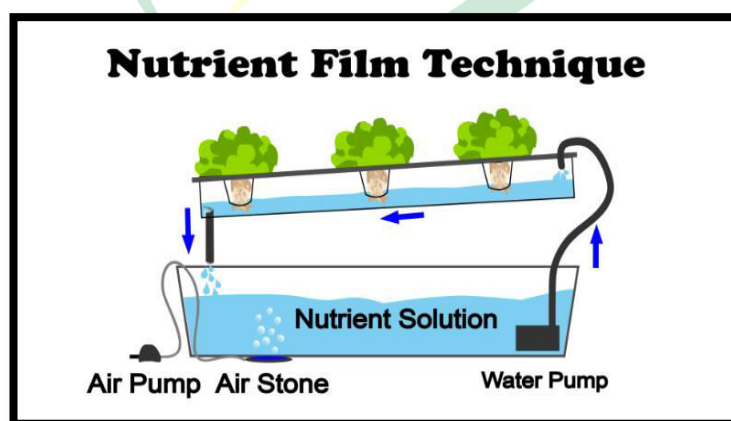 Nutrient Film Technique
Nutrient Solution
Air Pump Air Stone
Water Pump